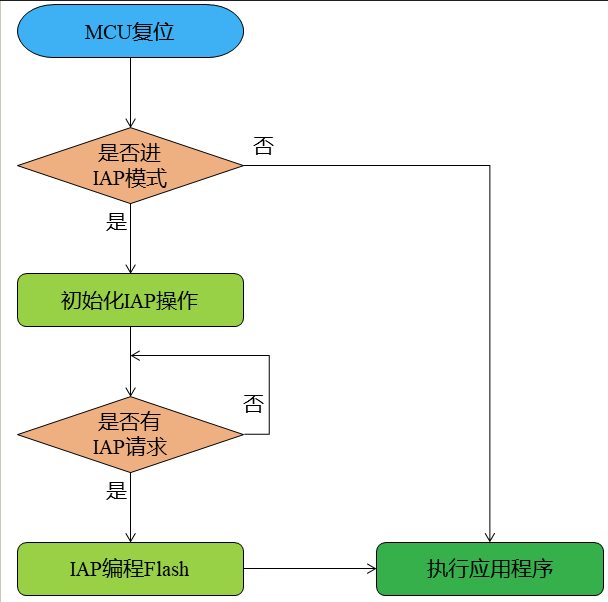 MCU复位
是否进
IAP模式
否
是
初始化IAP操作
是否有
IAP请求
否
是
IAP编程Flash
执行应用程序